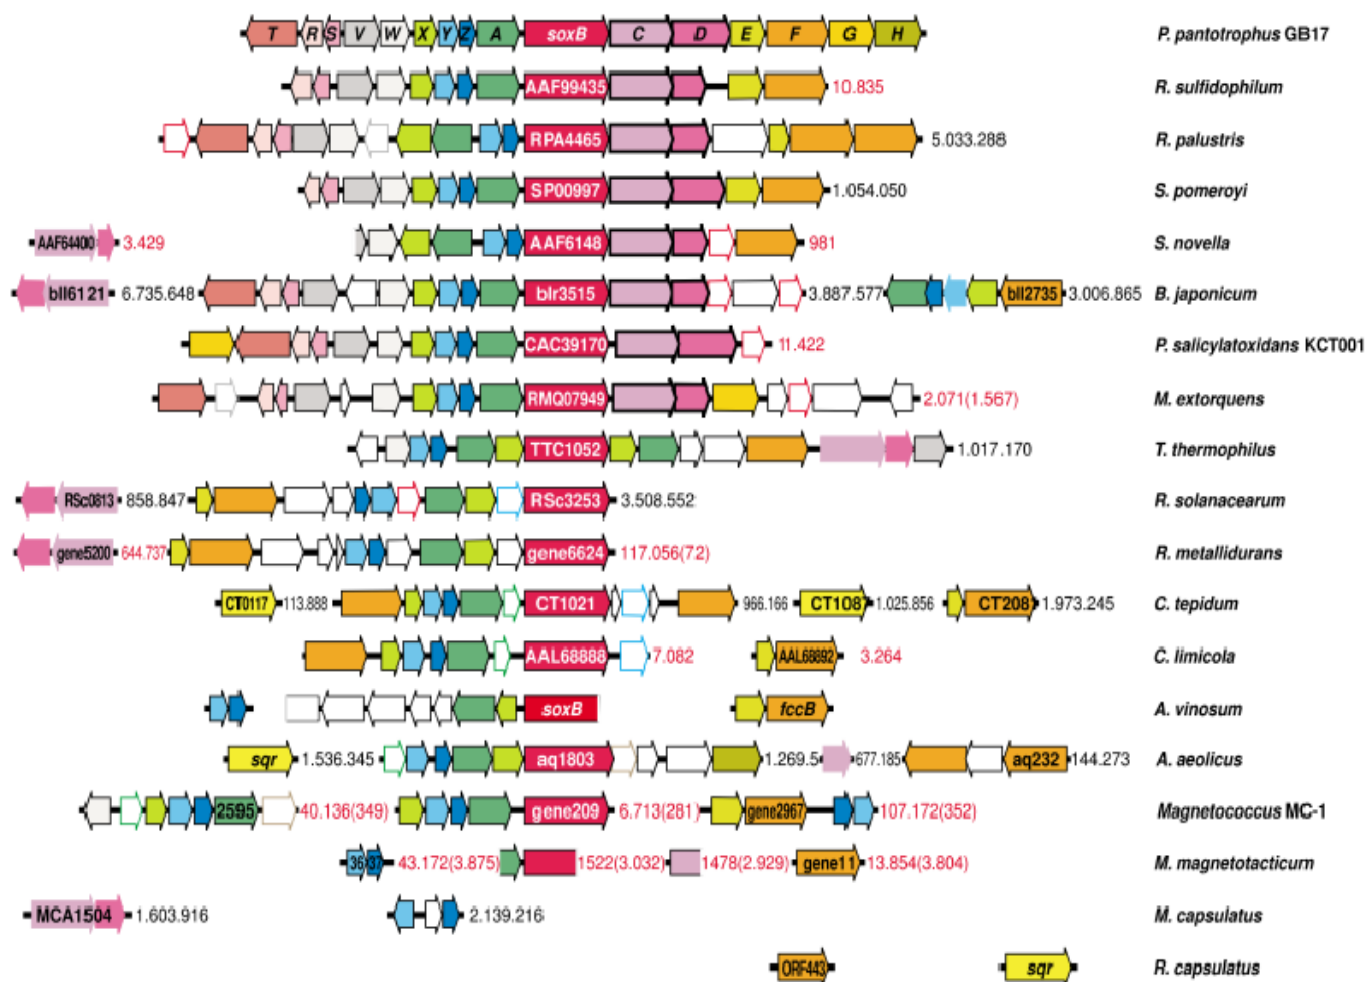 T R S V W X Y Z A soxB C D E F G H P. pantotrophus GB17
AAF99435 10.835 R. sulfidophilum
RPA4465 5.033.288 R. palustris
SP00997 1.054.050 S. pomeroyi
AAF64400 3.429 AAF6148 981 S. novella
bll6121 6.735.648 blr3515 3.887.577 bll2735 3.006.865 B. japonicum
CAC39170 11.422 P. salicylatoxidans KCT001
RMQ07949 2.071(1.567) M. extorquens
TTC1052 1.017.170 T. thermophilus
RSc0813 858.847 RSc3253 3.508.552 R. solanacearum
gene5200 644.737 gene6624 117.056(72) R. metallidurans
CT0117 113.888 CT1021 966.166 CT1087 1.025.856 CT208 1.973.245 C. tepidum
AAL68888 7.082 AAL68892 3.264 C. limicola
soxB fccB A. vinosum
sqr 1.536.345 aq1803 1.269.5 677.185 aq232 144.273 A. aeolicus
2595 40.136(349) gene209 6.713(281) gene2967 107.172(352) Magnetococcus MC-1
36 37 43.172(3.875) 1522(3.032) 1478(2.929) gene11 13.854(3.804) M. magnetotacticum
MCA1504 1.603.916 2.139.216 M. capsulatus
ORF443 sqr R. capsulatus